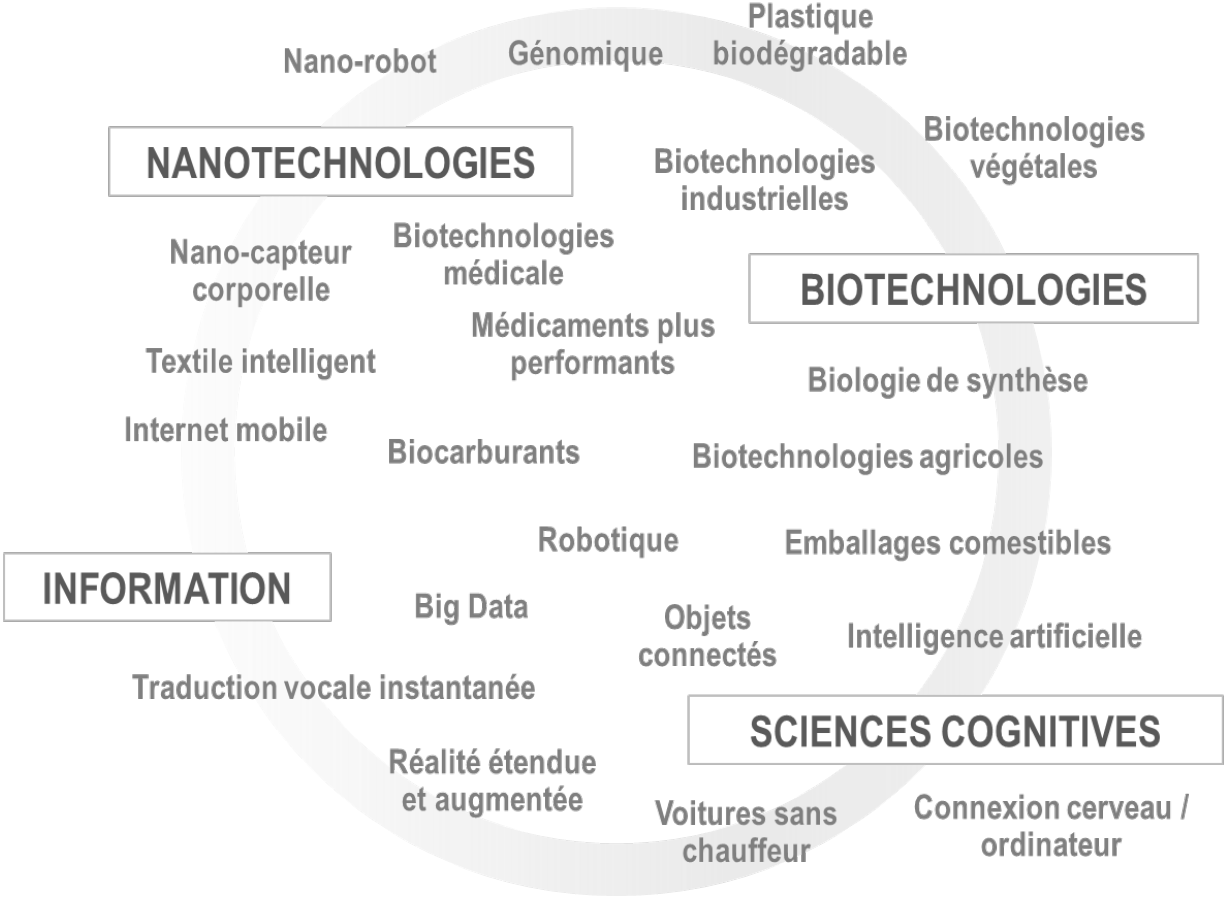 Plastique
biodégradable
Génomique
Nano-robot
Biotechnologies
végétales
NANOTECHNOLOGIES
Biotechnologies
industrielles
Biotechnologies
médicale
Nano-capteur
corporelle
BIOTECHNOLOGIES
Médicaments plus
performants
Textile intelligent
Biologie de synthèse
Internet mobile
Biocarburants
Biotechnologies agricoles
Robotique
Emballages comestibles
INFORMATION
Big Data
Objets
connectés
Intelligence artificielle
Traduction vocale instantanée
SCIENCES COGNITIVES
Réalité étendue
et augmentée
Voitures sans
chauffeur
Connexion cerveau /
ordinateur